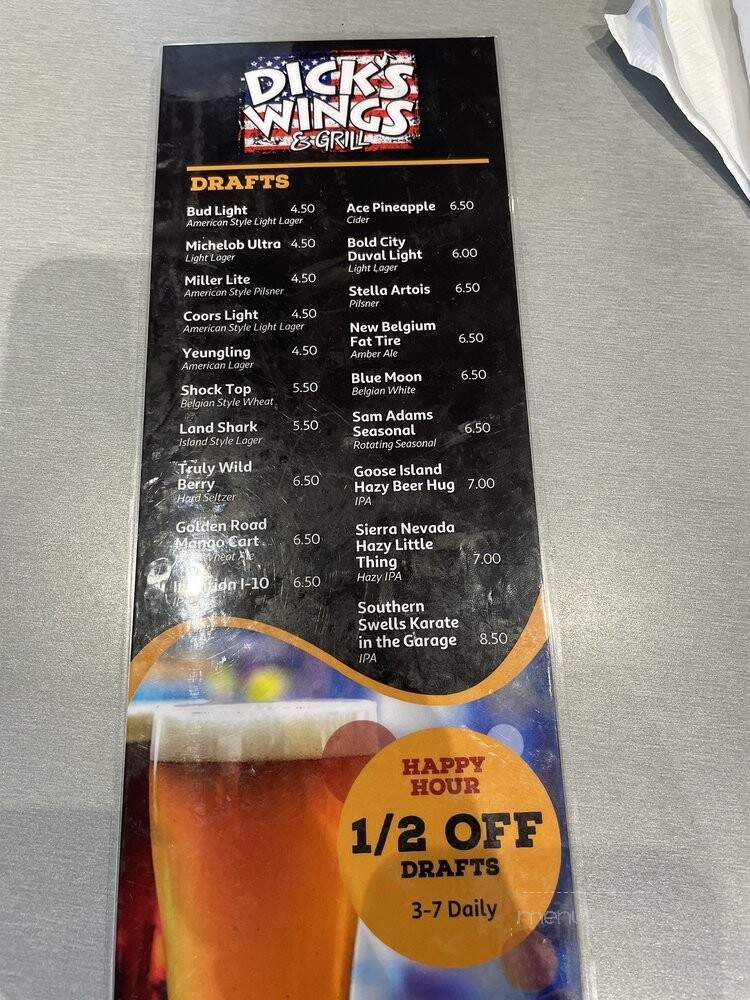 DICK'S
WINGS
& GRILL
DRAFTS
Bud Light 4.50
American Style Light Lager
Michelob Ultra 4.50
Light Lager
Miller Lite 4.50
American Style Pilsner
Coors Light 4.50
American Style Light Lager
Yeungling 4.50
American Lager
Shock Top 5.50
Belgian Style Wheat
Land Shark 5.50
Island Style Lager
Truly Wild
Berry 6.50
Hard Seltzer
Golden Road
Mango Cart 6.50
Wheat Ale
I-10 6.50
Ace Pineapple 6.50
Cider
Bold City
Duval Light 6.00
Light Lager
Stella Artois 6.50
Pilsner
New Belgium
Fat Tire 6.50
Amber Ale
Blue Moon 6.50
Belgian White
Sam Adams
Seasonal 6.50
Rotating Seasonal
Goose Island
Hazy Beer Hug 7.00
IPA
Sierra Nevada
Hazy Little
Thing 7.00
Hazy IPA
Southern
Swells Karate
in the Garage 8.50
IPA
HAPPY
HOUR
1/2 OFF
DRAFTS
3-7 Daily
menu